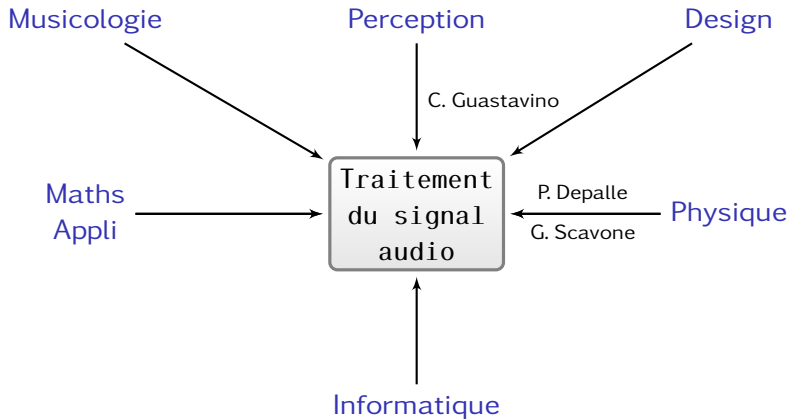 Musicologie
Perception
Design
C. Guastavino
Maths
Appli
Traitement
du signal
audio
P. Depalle
G. Scavone
Physique
Informatique